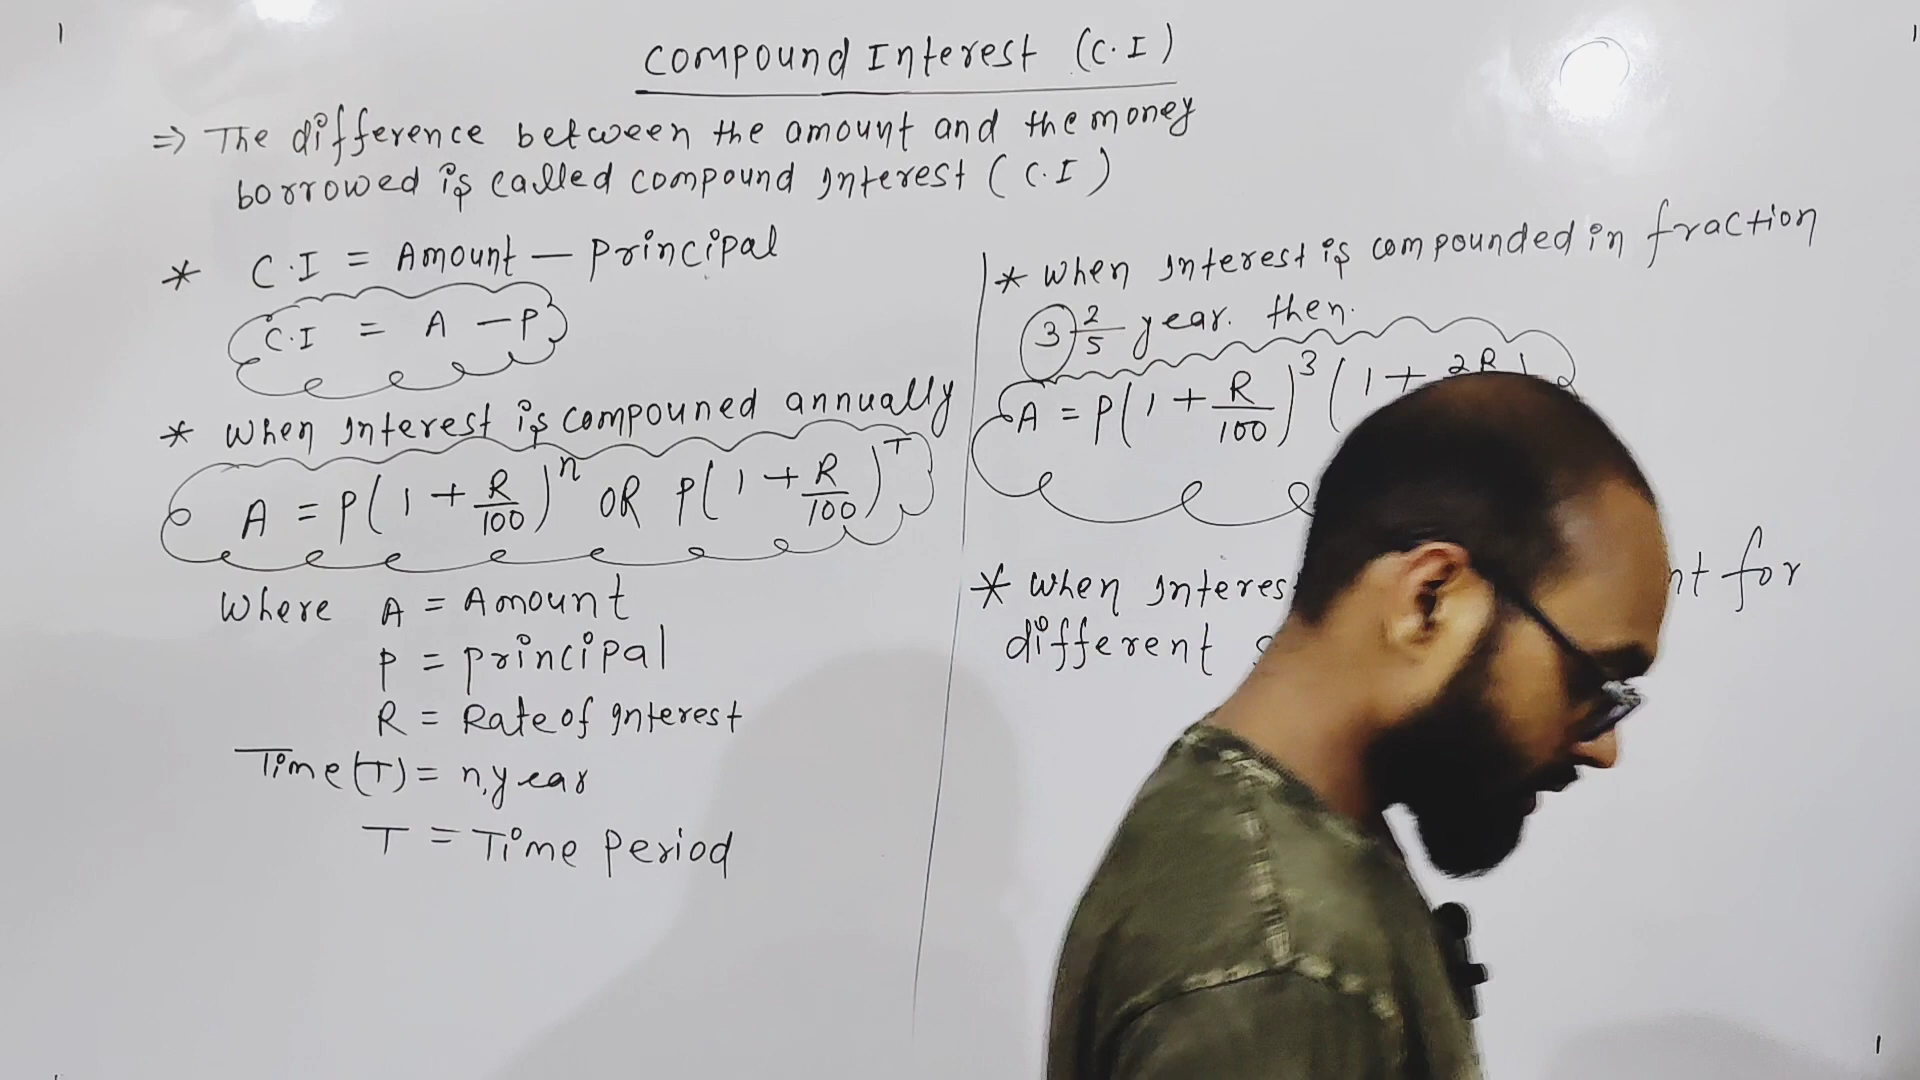 Compound Interest (C.I)
⇒ The difference between the amount and the money
borrowed is called compound Interest (C.I)
* C.I = Amount — Principal
C.I = A — P
* When Interest is compouned annually
A = P(1 + R/100)^n OR P(1 + R/100)^T
Where A = Amount
P = principal
R = Rate of Interest
Time(T) = n, year
T = Time Period
* When Interest is compounded in fraction
3 2/5 year. then.
A = P(1 + R/100)^3 (1 + 2R
* When
for
different